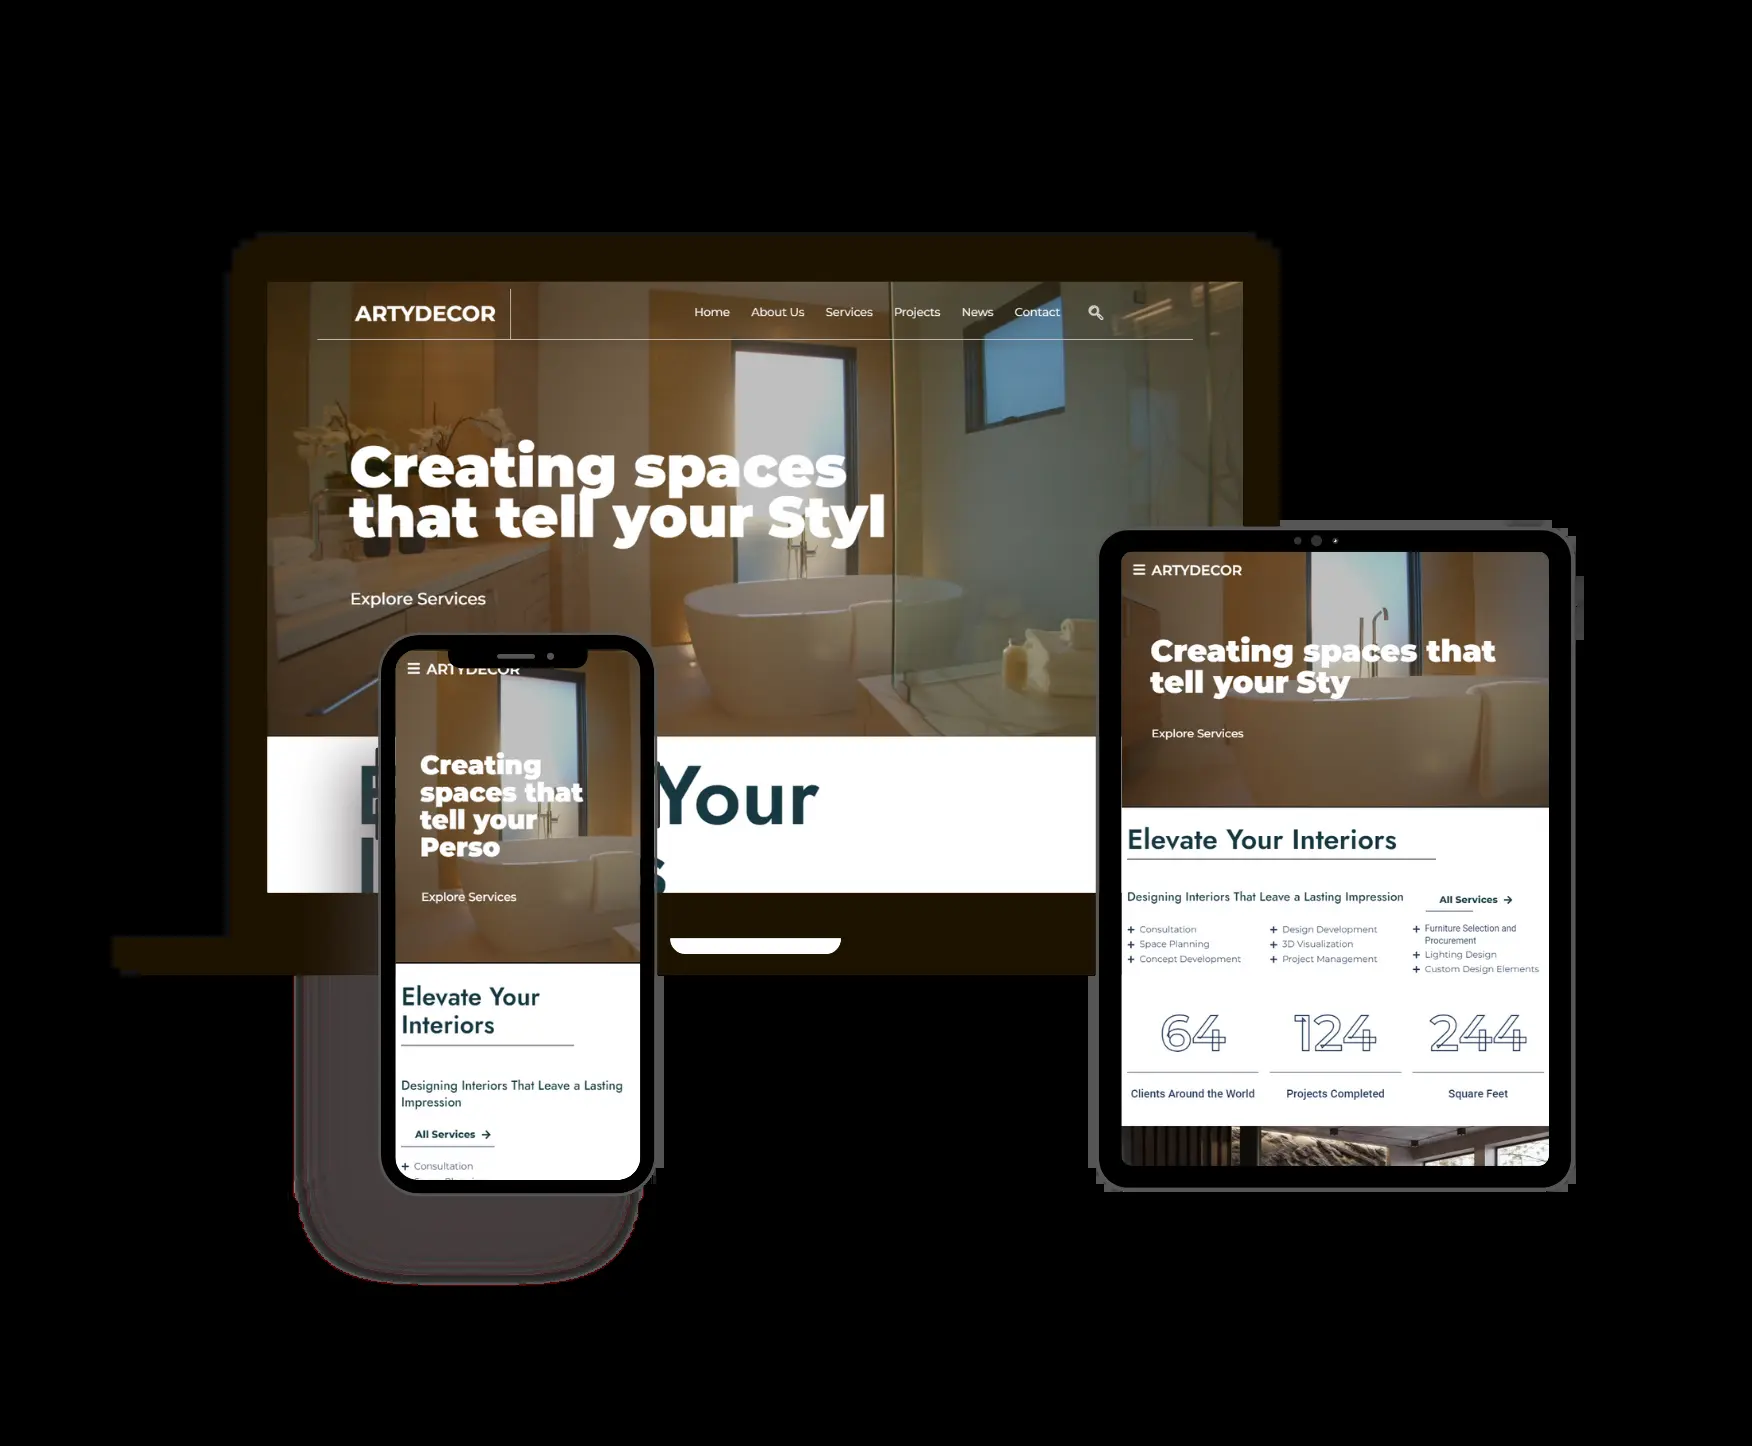 ARTYDECOR
Home About Us Services Projects News Contact
Creating spaces
that tell your Styl
Explore Services
Your
ARTYDECOR
Creating
spaces that
tell your
Perso
Explore Services
Elevate Your
Interiors
Designing Interiors That Leave a Lasting
Impression
All Services →
+ Consultation
ARTYDECOR
Creating spaces that
tell your Sty
Explore Services
Elevate Your Interiors
Designing Interiors That Leave a Lasting Impression
All Services →
+ Consultation
+ Space Planning
+ Concept Development
+ Design Development
+ 3D Visualization
+ Project Management
+ Furniture Selection and
Procurement
+ Lighting Design
+ Custom Design Elements
64
Clients Around the World
124
Projects Completed
244
Square Feet